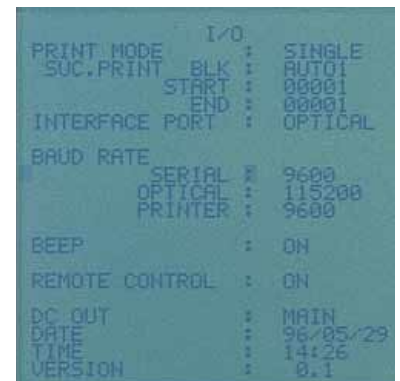 I/O
PRINT MODE : SINGLE
SUC.PRINT BLK : AUTO1
START : 00001
END : 00001
INTERFACE PORT : OPTICAL
BAUD RATE
SERIAL : 9600
OPTICAL : 115200
PRINTER : 9600
BEEP : ON
REMOTE CONTROL : ON
DC OUT : MAIN
DATE : 96/05/29
TIME : 14:26
VERSION : 0.1